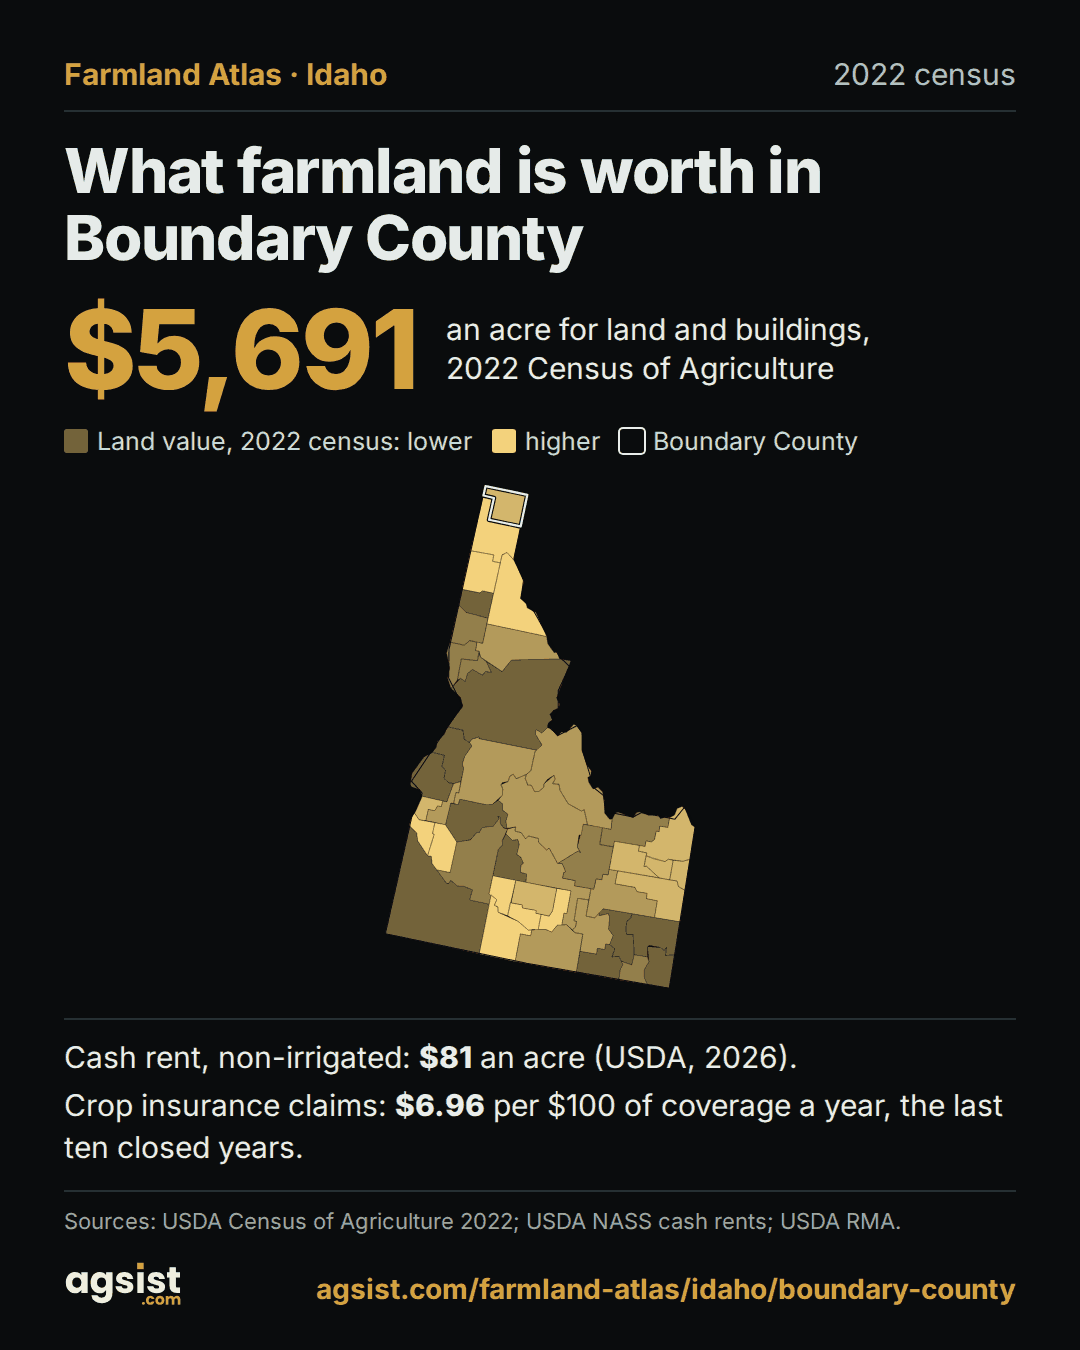 Farmland Atlas · Idaho
2022 census
What farmland is worth in
Boundary County
$5,691
an acre for land and buildings,
2022 Census of Agriculture
Land value, 2022 census: lower
higher
Boundary County
Cash rent, non-irrigated: $81 an acre (USDA, 2026).
Crop insurance claims: $6.96 per $100 of coverage a year, the last
ten closed years.
Sources: USDA Census of Agriculture 2022; USDA NASS cash rents; USDA RMA.
agsist
.com
agsist.com/farmland-atlas/idaho/boundary-county